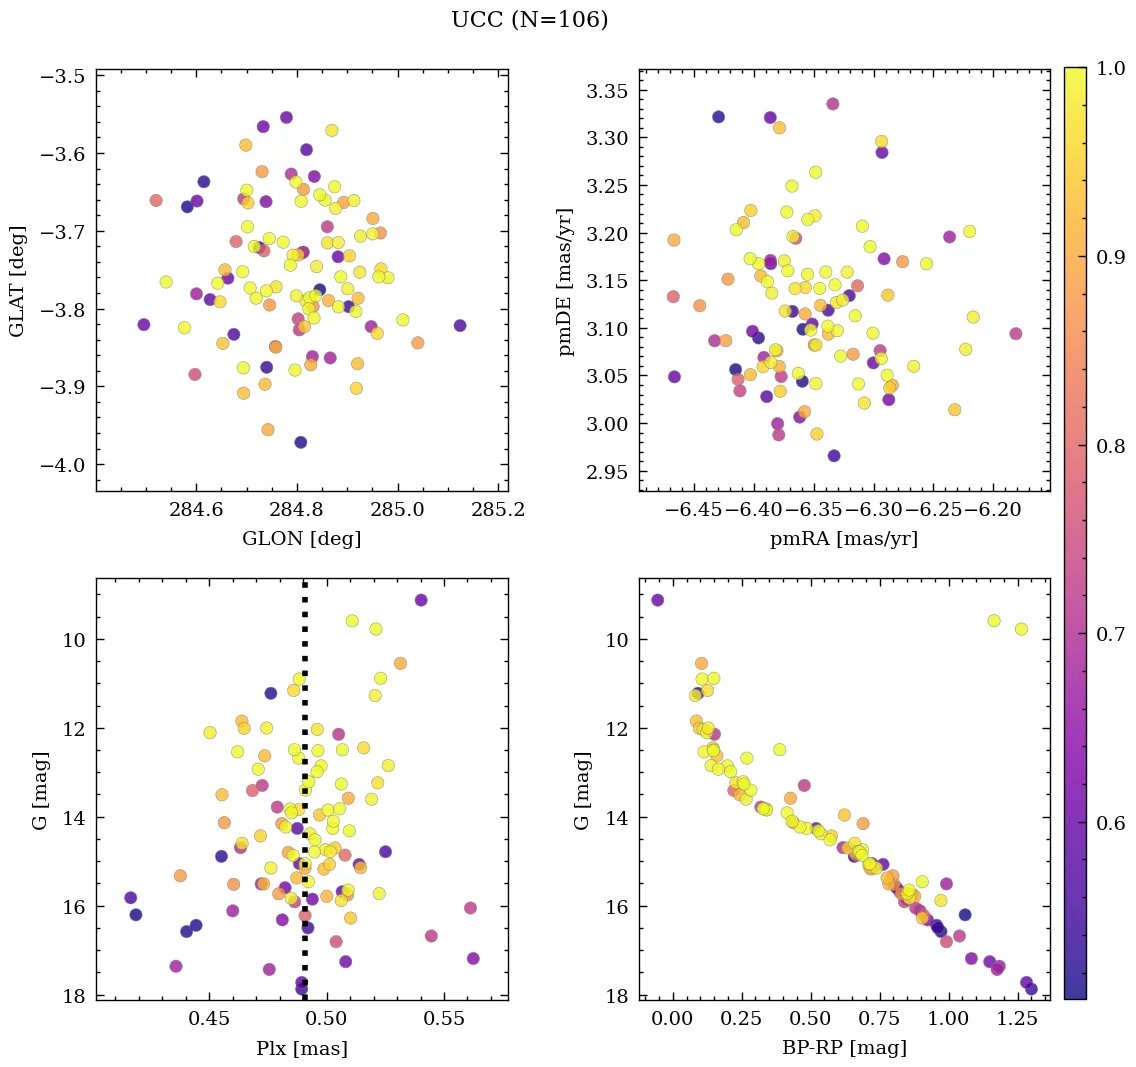 UCC (N=106)
−3.5
−3.6
−3.7
−3.8
−3.9
−4.0
GLAT [deg]
284.6 284.8 285.0 285.2
GLON [deg]
3.35
3.30
3.25
3.20
3.15
3.10
3.05
3.00
2.95
pmDE [mas/yr]
−6.45 −6.40 −6.35 −6.30 −6.25 −6.20
pmRA [mas/yr]
10
12
14
16
18
G [mag]
0.45 0.50 0.55
Plx [mas]
10
12
14
16
18
G [mag]
0.00 0.25 0.50 0.75 1.00 1.25
BP-RP [mag]
1.0
0.9
0.8
0.7
0.6